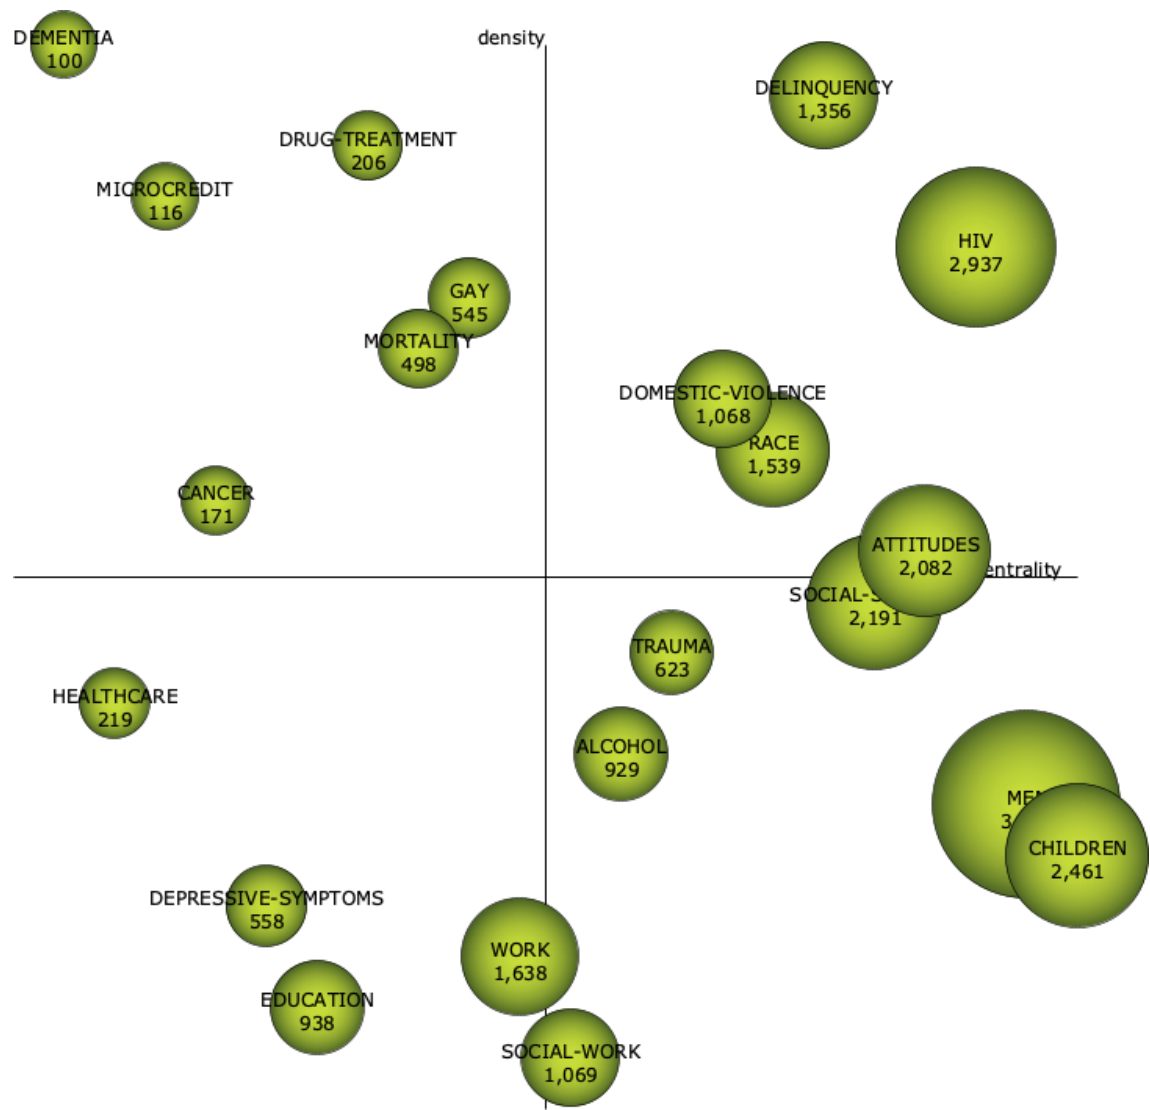 DEMENTIA
100
density
DELINQUENCY
1,356
DRUG-TREATMENT
206
MICROCREDIT
116
HIV
2,937
GAY
545
MORTALITY
498
DOMESTIC-VIOLENCE
1,068
RACE
1,539
CANCER
171
ATTITUDES
2,082
entrality
SOCIAL-S
2,191
TRAUMA
623
HEALTHCARE
219
ALCOHOL
929
CHILDREN
2,461
DEPRESSIVE-SYMPTOMS
558
WORK
1,638
EDUCATION
938
SOCIAL-WORK
1,069